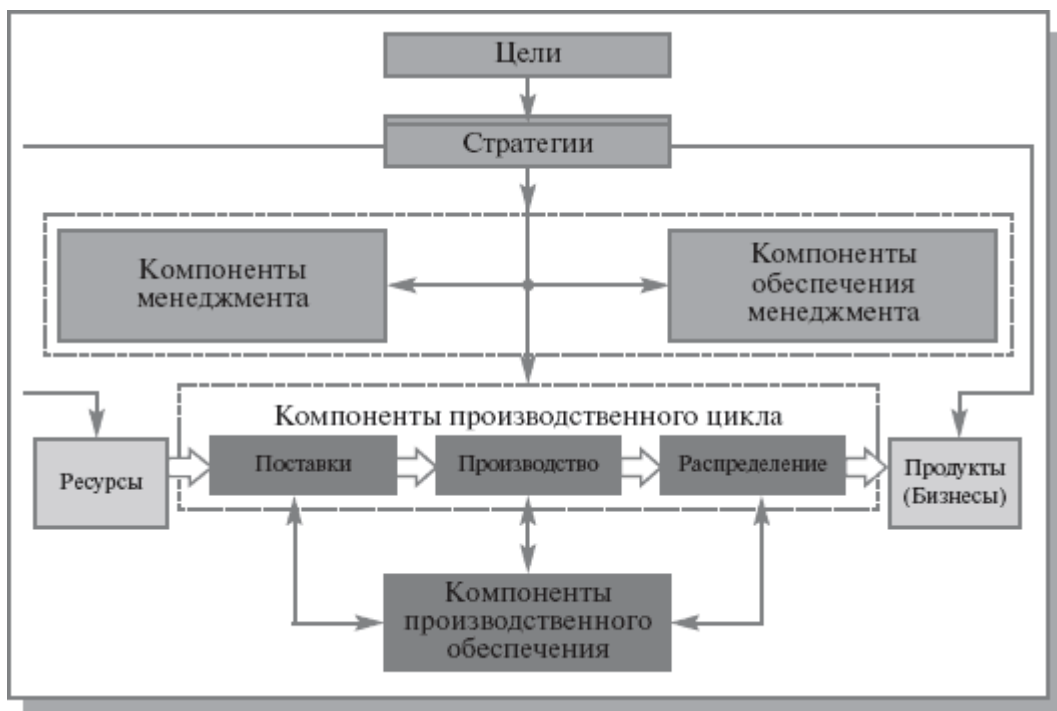 Цели
Стратегии
Компоненты
менеджмента
Компоненты
обеспечения
менеджмента
Компоненты производственного цикла
Ресурсы
Поставки
Производство
Распределение
Продукты
(Бизнесы)
Компоненты
производственного
обеспечения